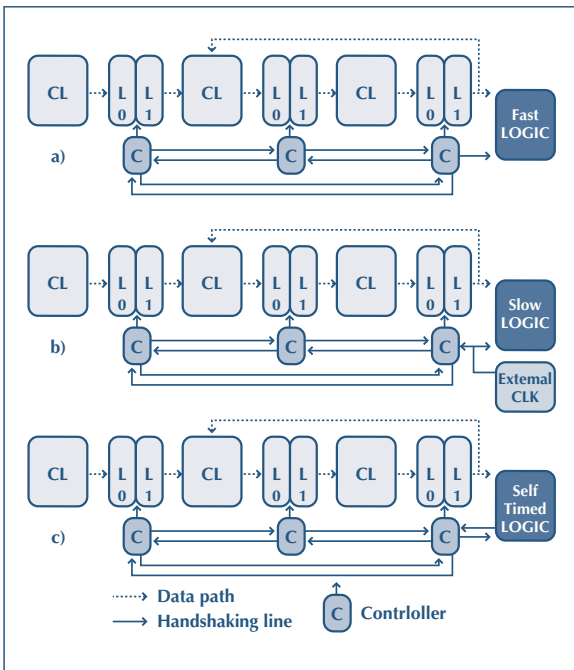 CL L L CL L L CL L L
0 1 0 1 0 1
Fast
LOGIC
a) C C C
CL L L CL L L CL L L
0 1 0 1 0 1
Slow
LOGIC
b) C C C
External
CLK
CL L L CL L L CL L L
0 1 0 1 0 1
Self
Timed
LOGIC
c) C C C
Data path
Handshaking line
C Contrloller